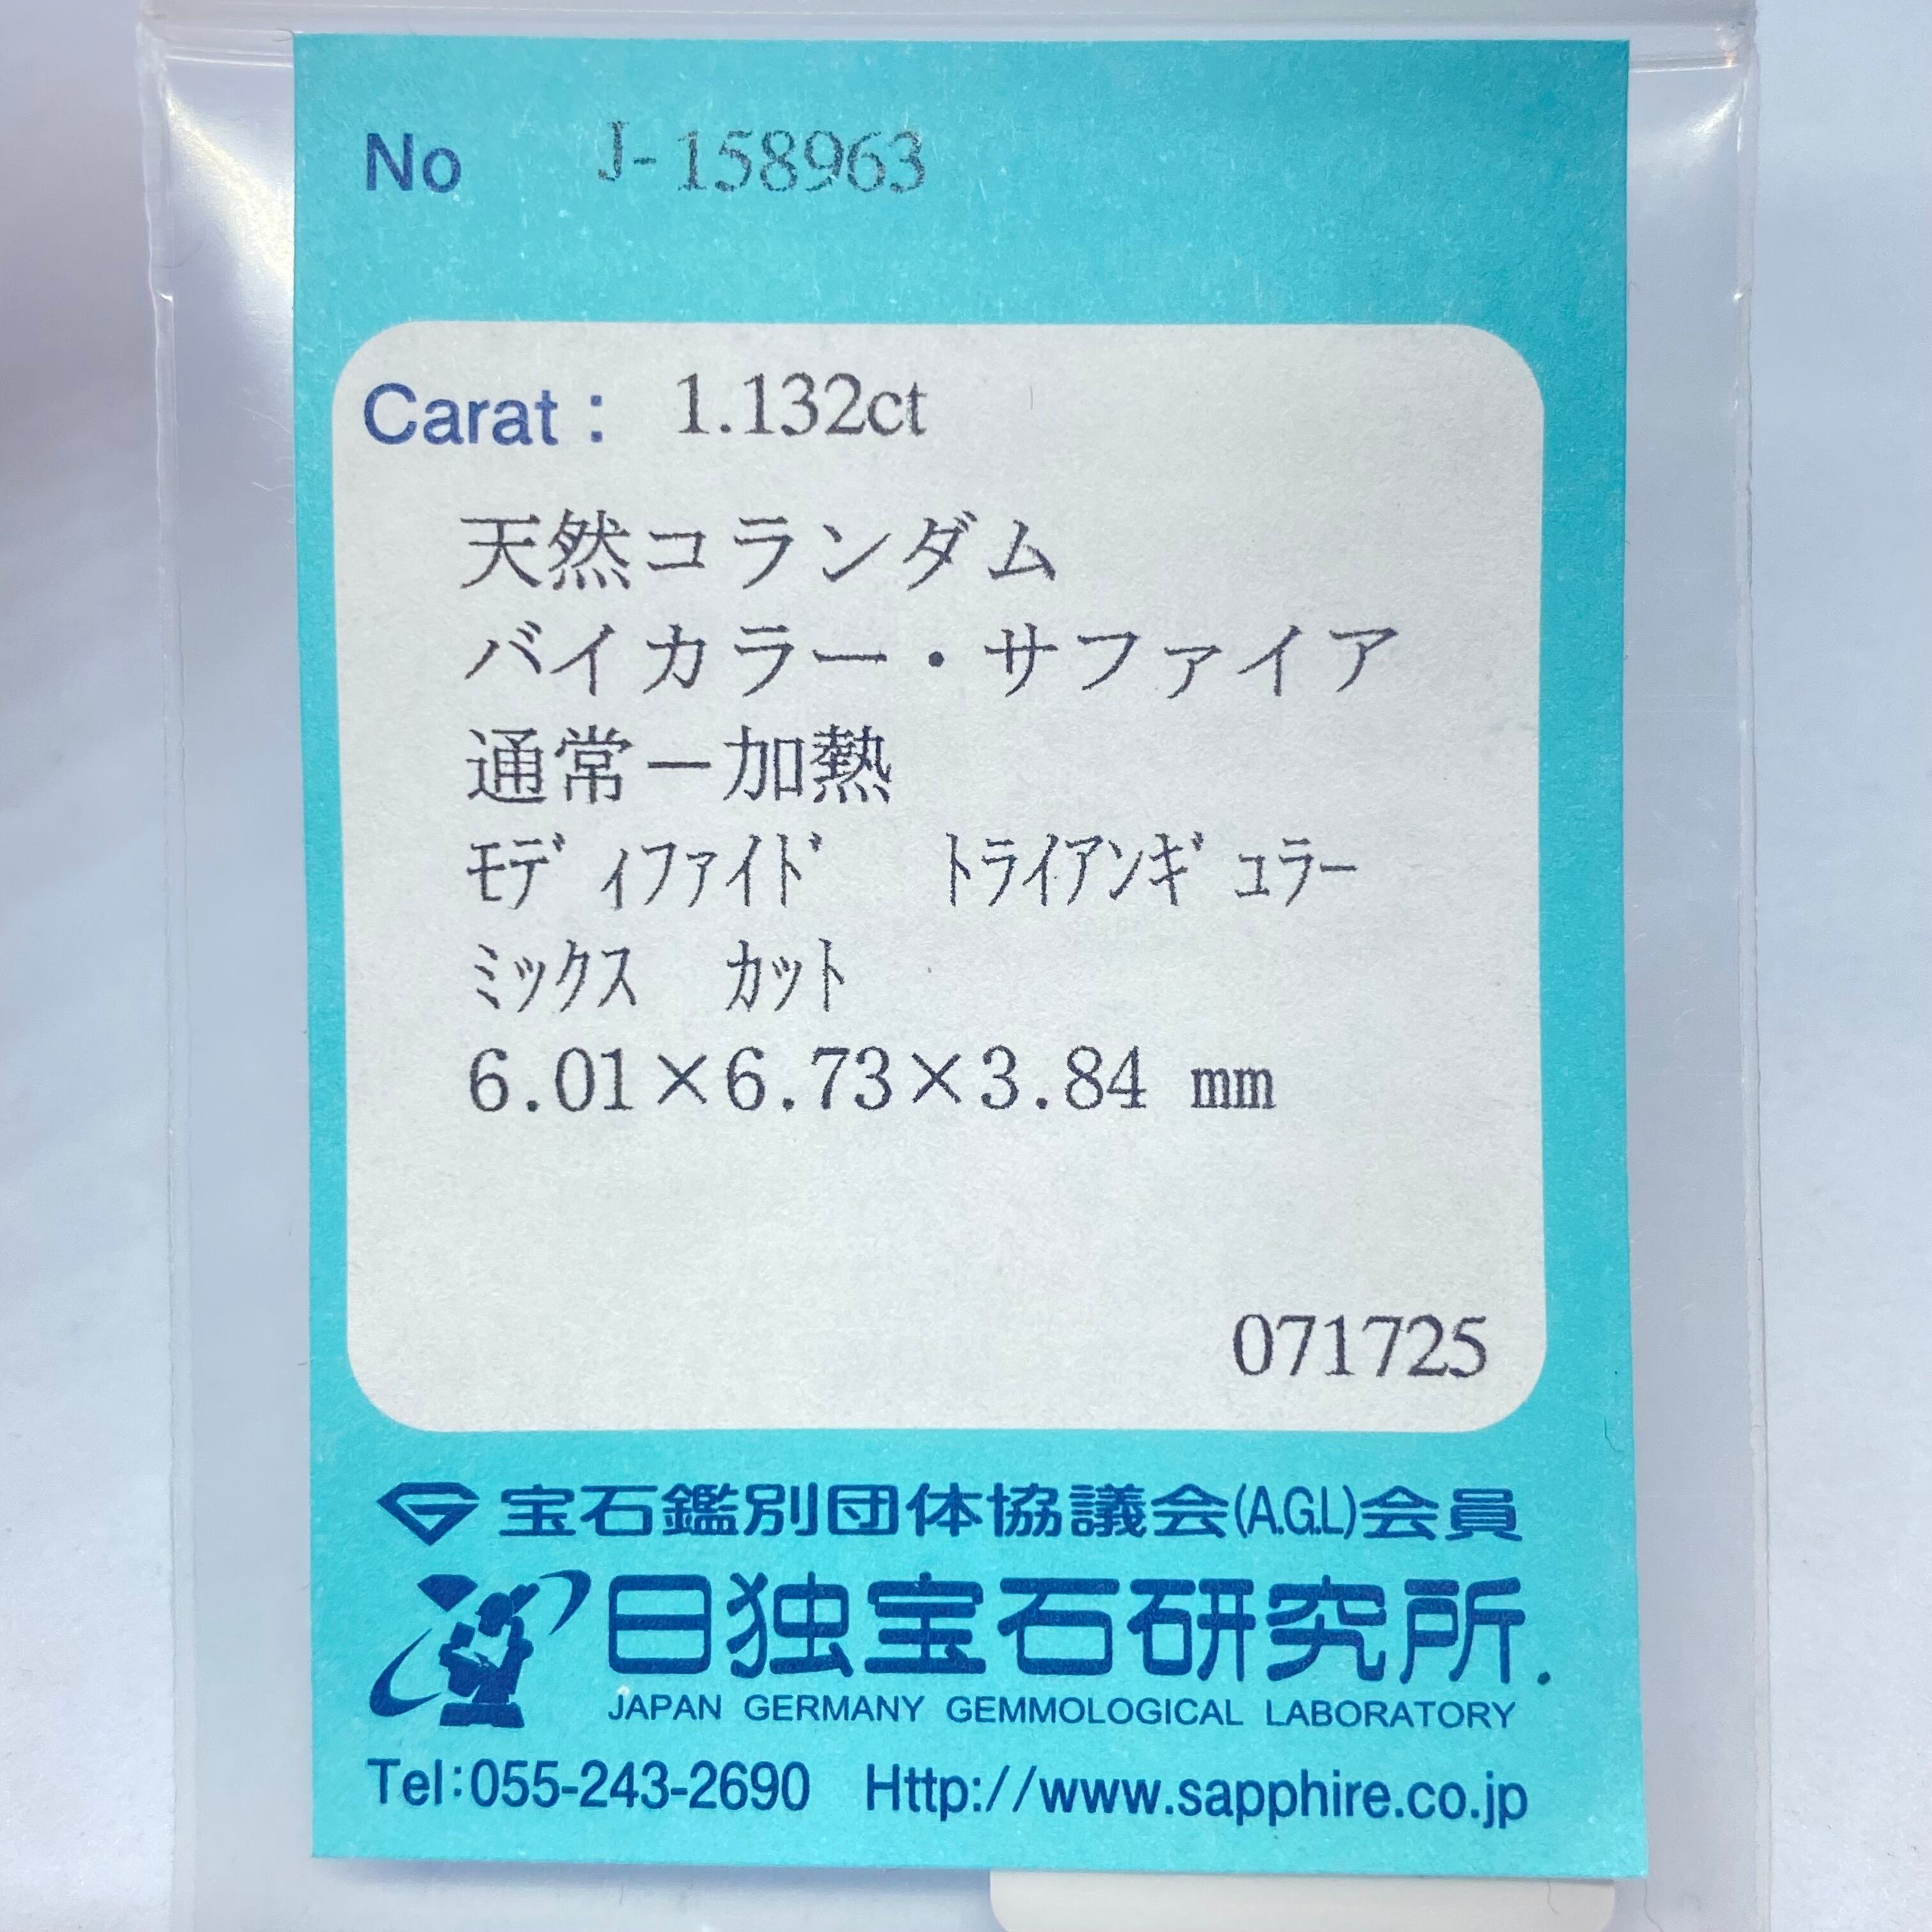 No J-158963
Carat : 1.132ct
天然コランダム
バイカラー・サファイア
通常－加熱
ﾓﾃﾞｨﾌｧｲﾄﾞ ﾄﾗｲｱﾝｷﾞｭﾗｰ
ﾐｯｸｽ ｶｯﾄ
6.01×6.73×3.84 mm
071725
宝石鑑別団体協議会(A.G.L)会員
日独宝石研究所.
JAPAN GERMANY GEMMOLOGICAL LABORATORY
Tel:055-243-2690 Http://www.sapphire.co.jp